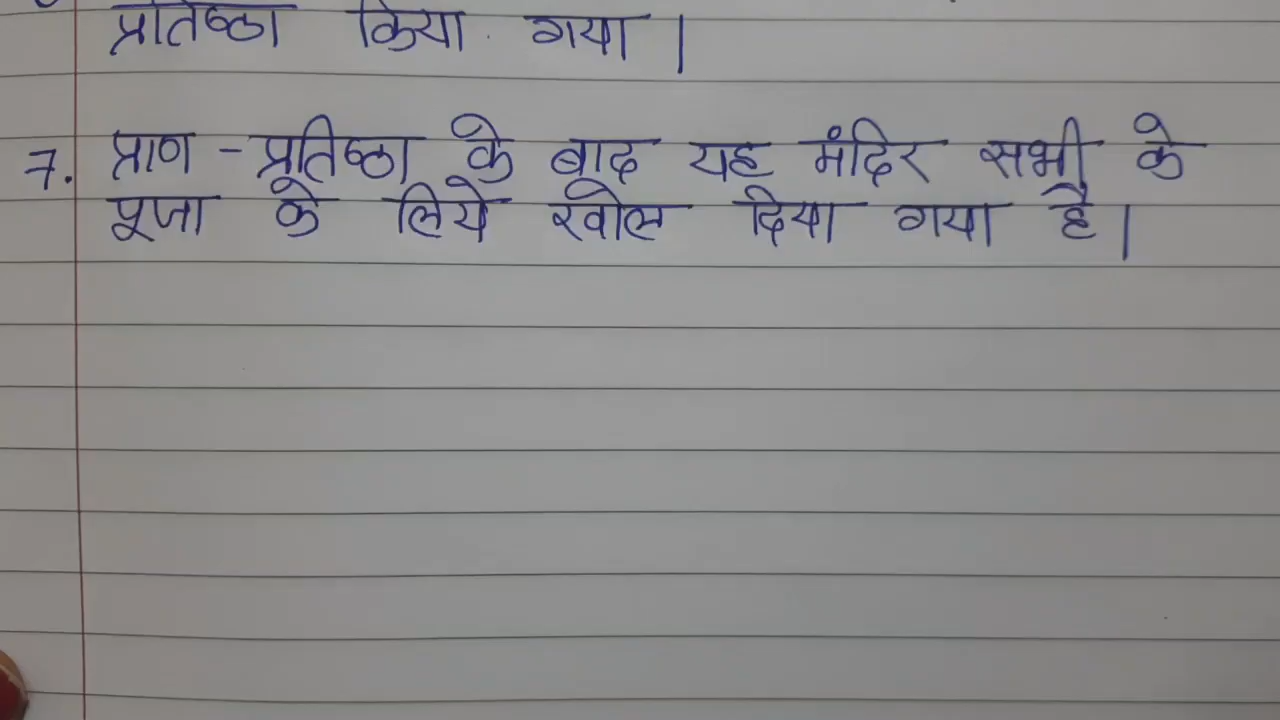 प्रतिष्ठा किया गया।
7. प्राण-प्रतिष्ठा के बाद यह मंदिर सभी के
पूजा के लिये खोल दिया गया है।